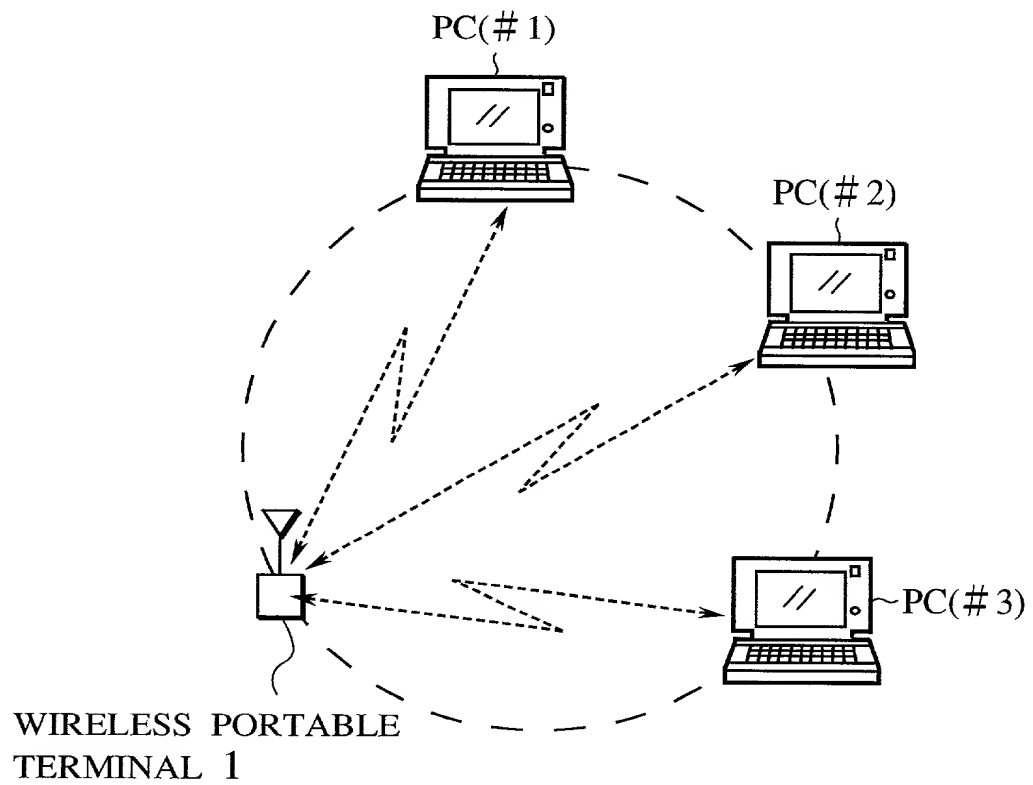 PC(#1)
PC(#2)
PC(#3)
WIRELESS PORTABLE
TERMINAL 1